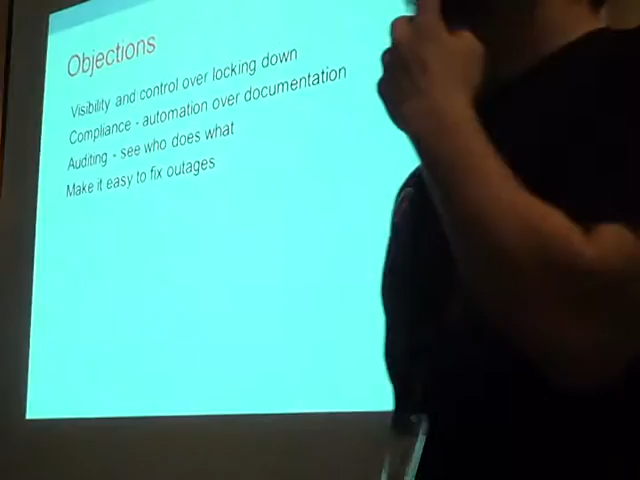 Objections
Visibility and control over locking down
Compliance - automation over documentation
Auditing - see who does what
Make it easy to fix outages